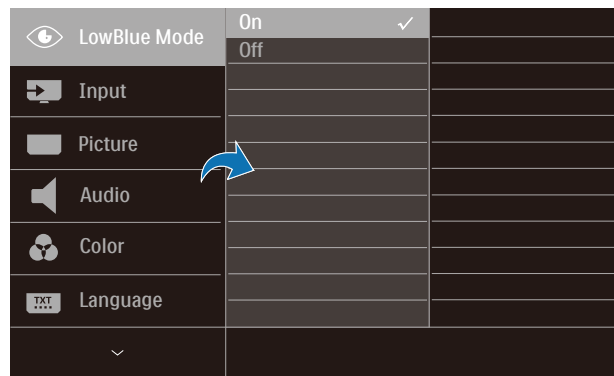 LowBlue Mode
On
Off
Input
Picture
Audio
Color
TXT
Language